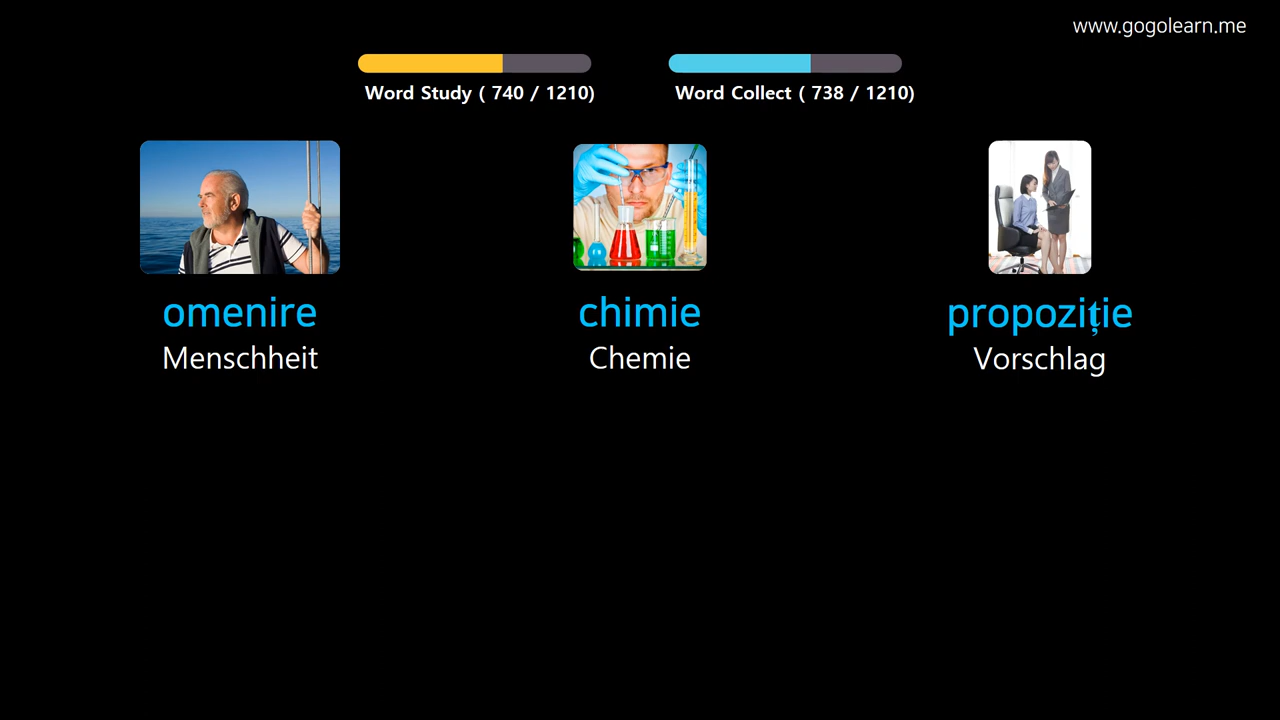 www.gogolearn.me
Word Study ( 740 / 1210)
Word Collect ( 738 / 1210)
omenire
chimie
propoziție
Menschheit
Chemie
Vorschlag